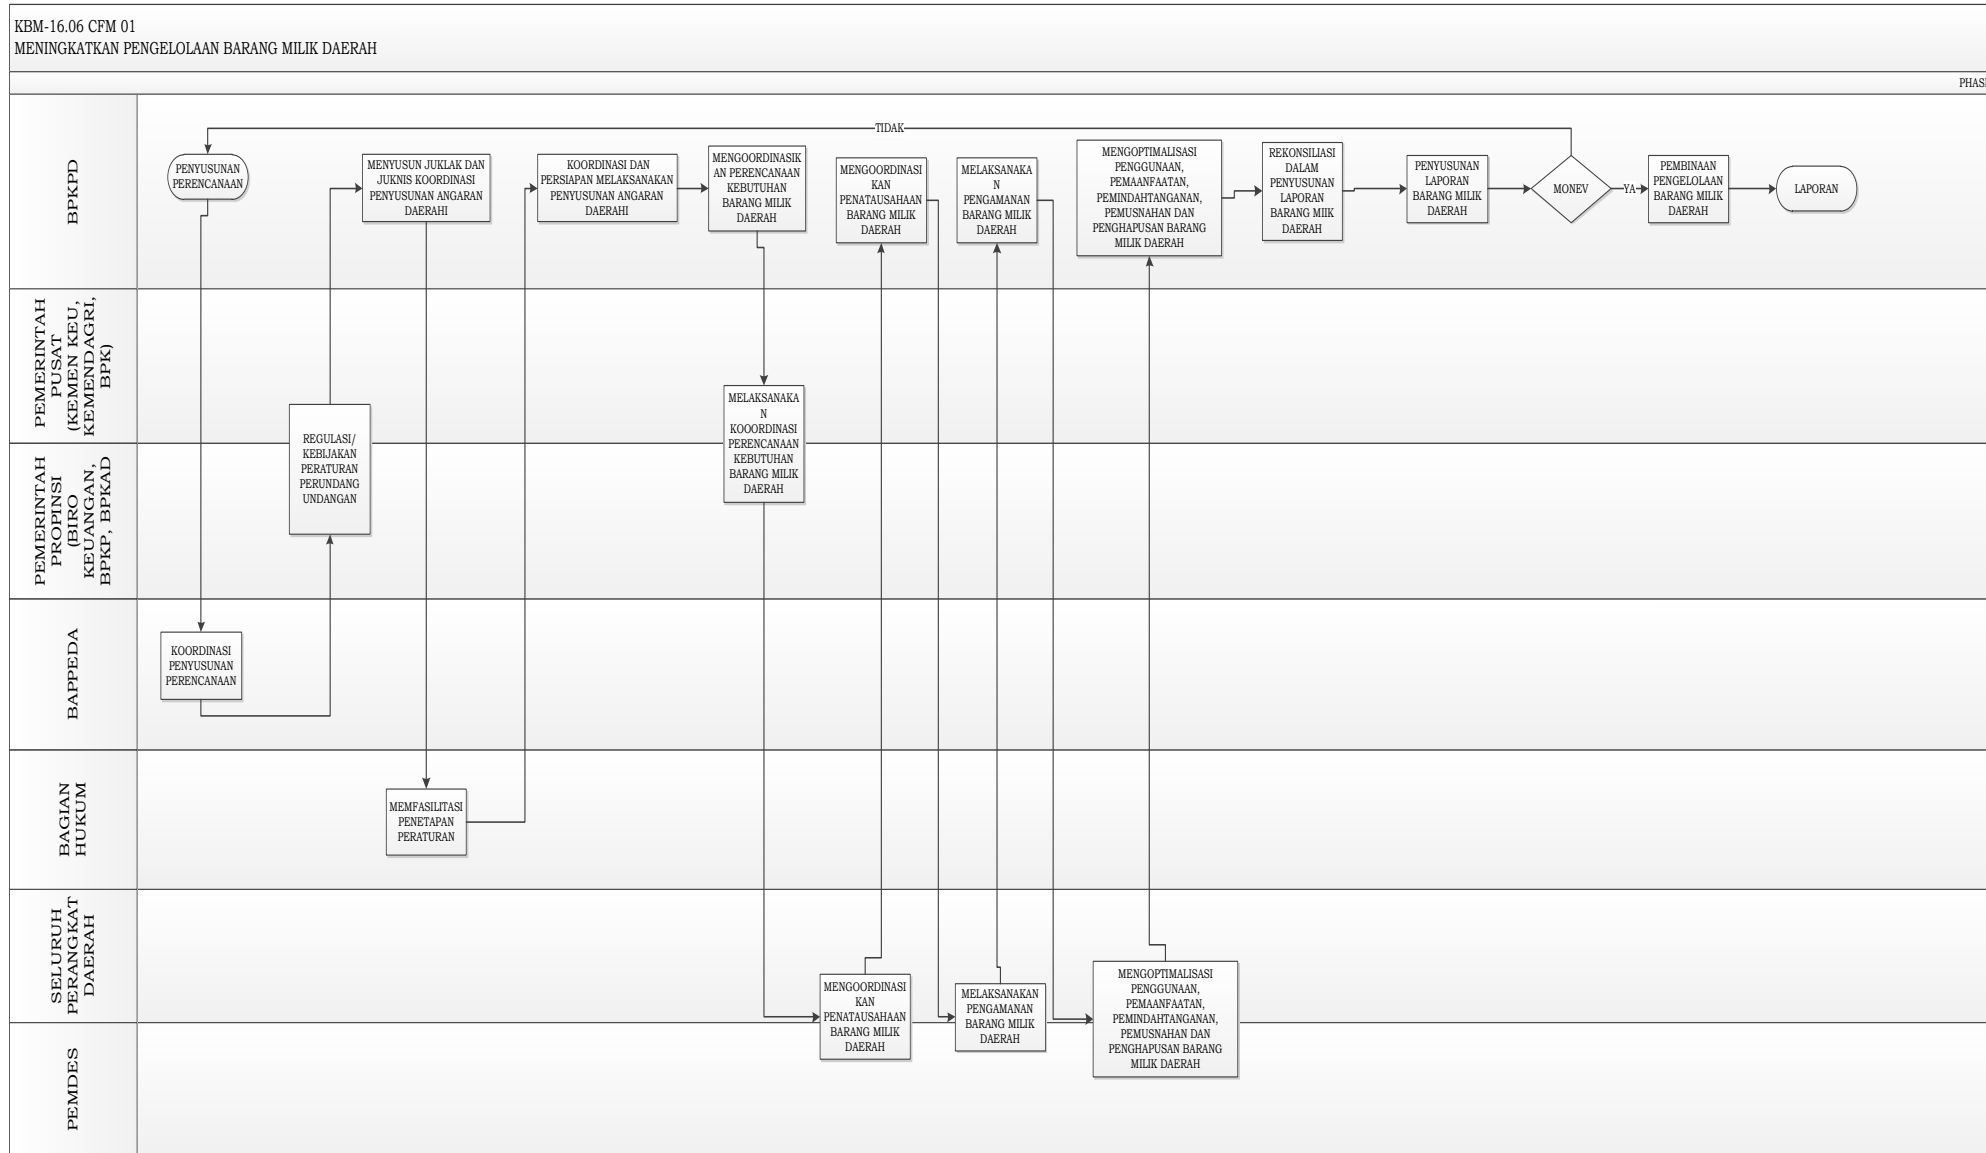 KBM-16.06 CFM 01
MENINGKATKAN PENGELOLAAN BARANG MILIK DAERAH
PHAS
BPKPD
TIDAK
PENYUSUNAN
PERENCANAAN
MENYUSUN JUKLAK DAN
JUKNIS KOORDINASI
PENYUSUNAN ANGARAN
DAERAHI
KOORDINASI DAN
PERSIAPAN MELAKSANAKAN
PENYUSUNAN ANGARAN
DAERAHI
MENGOORDINASIK
AN PERENCANAAN
KEBUTUHAN
BARANG MILIK
DAERAH
MENGOORDINASI
KAN
PENATAUSAHAAN
BARANG MILIK
DAERAH
MELAKSANAKA
N
PENGAMANAN
BARANG MILIK
DAERAH
MENGOPTIMALISASI
PENGGUNAAN,
PEMAANFAATAN,
PEMINDAHTANGANAN,
PEMUSNAHAN DAN
PENGHAPUSAN BARANG
MILIK DAERAH
REKONSILIASI
DALAM
PENYUSUNAN
LAPORAN
BARANG MIIK
DAERAH
PENYUSUNAN
LAPORAN
BARANG MILIK
DAERAH
MONEV
YA
PEMBINAAN
PENGELOLAAN
BARANG MILIK
DAERAH
LAPORAN
PEMERINTAH
PUSAT
(KEMEN KEU,
KEMENDAGRI,
BPK)
REGULASI/
KEBIJAKAN
PERATURAN
PERUNDANG
UNDANGAN
MELAKSANAKA
N
KOOORDINASI
PERENCANAAN
KEBUTUHAN
BARANG MILIK
DAERAH
PEMERINTAH
PROPINSI
(BIRO
KEUANGAN,
BPKP, BPKAD
BAPPEDA
KOORDINASI
PENYUSUNAN
PERENCANAAN
BAGIAN
HUKUM
MEMFASILITASI
PENETAPAN
PERATURAN
SELURUH
PERANGKAT
DAERAH
MENGOORDINASI
KAN
PENATAUSAHAAN
BARANG MILIK
DAERAH
MELAKSANAKAN
PENGAMANAN
BARANG MILIK
DAERAH
MENGOPTIMALISASI
PENGGUNAAN,
PEMAANFAATAN,
PEMINDAHTANGANAN,
PEMUSNAHAN DAN
PENGHAPUSAN BARANG
MILIK DAERAH
PEMDES